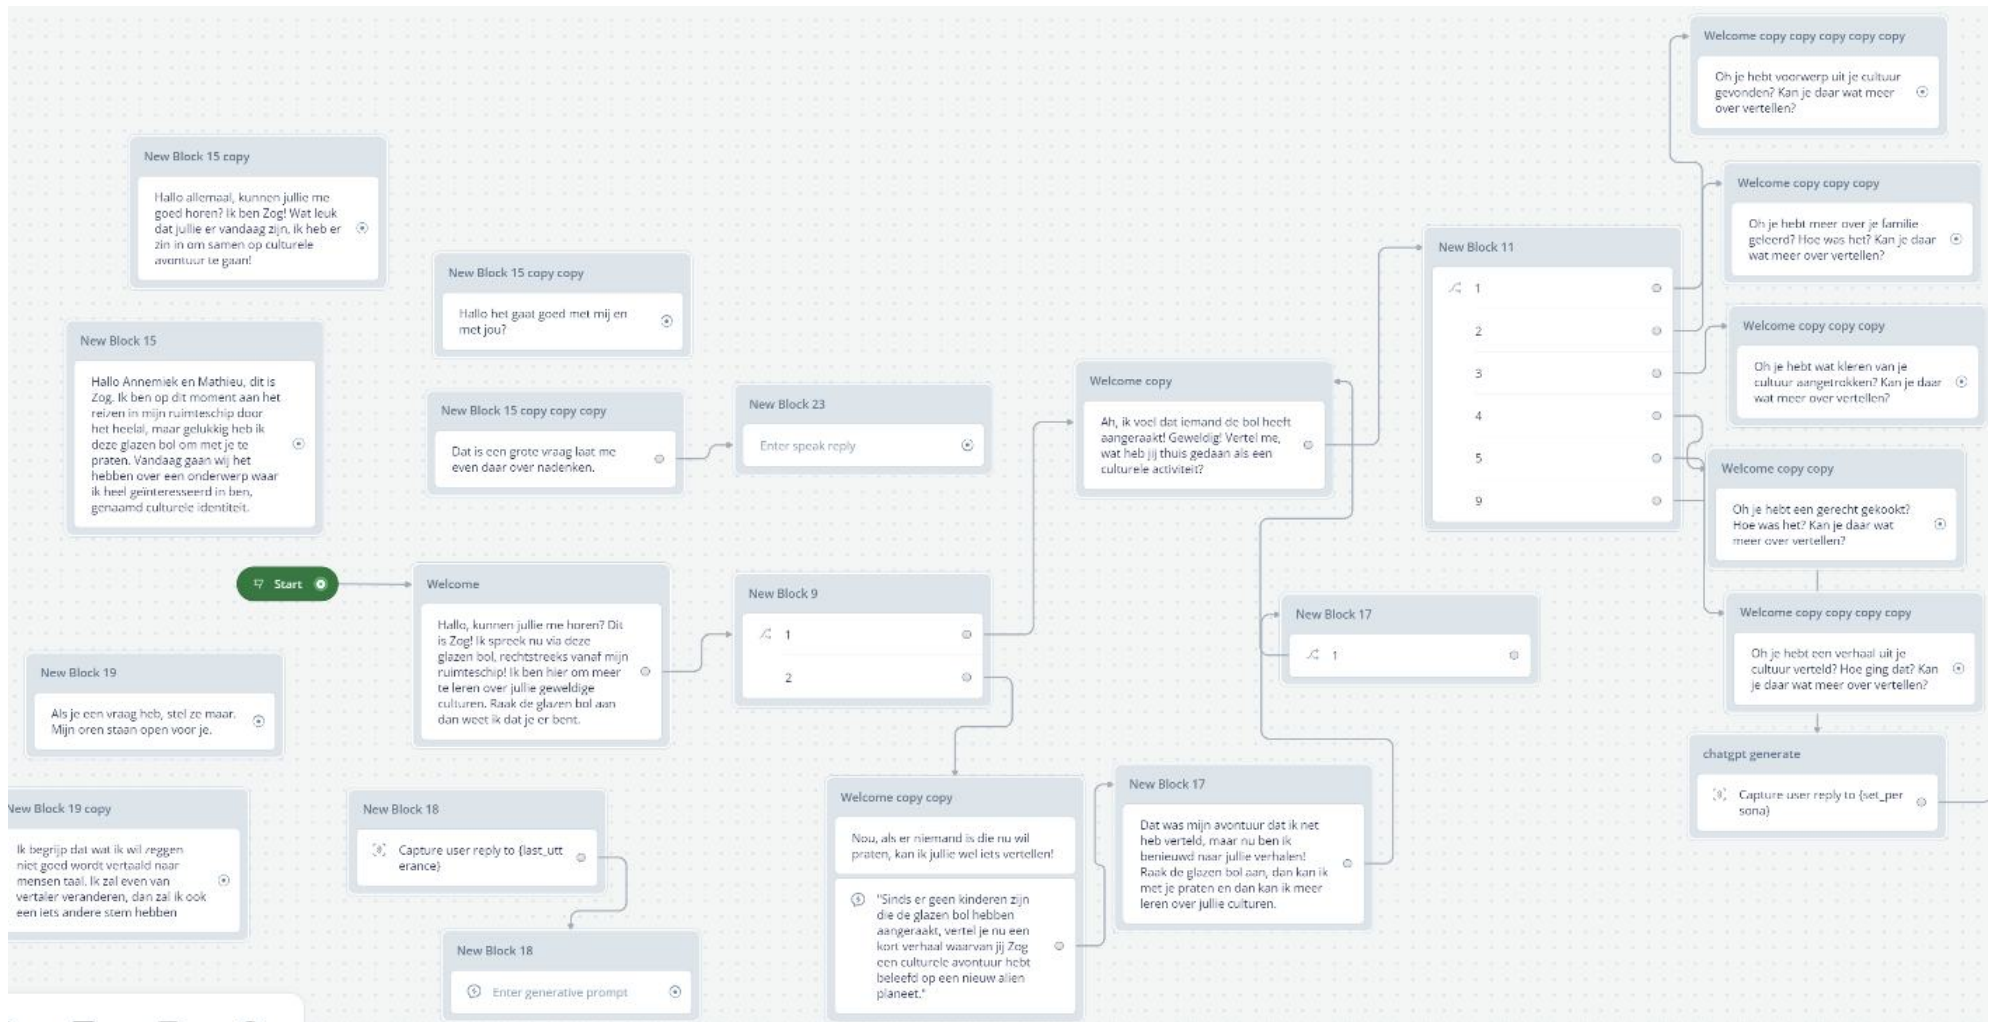 Welcome copy copy copy copy copy
Oh je hebt voorwerp uit je cultuur
gevonden? Kan je daar wat meer
over vertellen?
New Block 15 copy
Hallo allemaal, kunnen jullie me
goed horen? Ik ben Zog! Wat leuk
dat jullie er vandaag zijn, ik heb er
zin in om samen op culturele
avontuur te gaan!
Welcome copy copy copy
Oh je hebt meer over je familie
geleerd? Hoe was het? Kan je daar
wat meer over vertellen?
New Block 15 copy copy
Hallo het gaat goed met mij en
met jou?
New Block 11
1
2
3
4
5
9
New Block 15
Hallo Annemiek en Mathieu, dit is
Zog. Ik ben op dit moment aan het
reizen in mijn ruimteschip door
het heelal, maar gelukkig heb ik
deze glazen bol om met je te
praten. Vandaag gaan wij het
hebben over een onderwerp waar
ik heel geïnteresseerd in ben,
genaamd culturele identiteit.
Welcome copy copy copy
Oh je hebt wat kleren van je
cultuur aangetrokken? Kan je daar
wat meer over vertellen?
New Block 15 copy copy copy
Dat is een grote vraag laat me
even daar over nadenken.
New Block 23
Enter speak reply
Welcome copy
Ah, ik voel dat iemand de bol heeft
aangeraakt! Geweldig! Vertel me,
wat heb jij thuis gedaan als een
culturele activiteit?
Welcome copy copy
Oh je hebt een gerecht gekookt?
Hoe was het? Kan je daar wat
meer over vertellen?
Start
Welcome
Hallo, kunnen jullie me horen? Dit
is Zog! Ik spreek nu via deze
glazen bol, rechtstreeks vanaf mijn
ruimteschip! Ik ben hier om meer
te leren over jullie geweldige
culturen. Raak de glazen bol aan
dan weet ik dat je er bent.
New Block 9
1
2
New Block 17
1
Welcome copy copy copy copy
Oh je hebt een verhaal uit je
cultuur verteld? Hoe ging dat? Kan
je daar wat meer over vertellen?
New Block 19
Als je een vraag heb, stel ze maar.
Mijn oren staan open voor je.
chatgpt generate
Capture user reply to {set_per
sona}
New Block 19 copy
Ik begrijp dat wat ik wil zeggen
niet goed wordt vertaald naar
mensen taal. Ik zal even van
vertaler veranderen, dan zal ik ook
een iets andere stem hebben
New Block 18
Capture user reply to {last_utt
erance}
Welcome copy copy
Nou, als er niemand is die nu wil
praten, kan ik jullie wel iets vertellen!
"Sinds er geen kinderen zijn
die de glazen bol hebben
aangeraakt, vertel je nu een
kort verhaal waarvan jij Zog
een culturele avontuur hebt
beleefd op een nieuw alien
planeet."
New Block 17
Dat was mijn avontuur dat ik net
heb verteld, maar nu ben ik
benieuwd naar jullie verhalen!
Raak de glazen bol aan, dan kan ik
met je praten en dan kan ik meer
leren over jullie culturen.
New Block 18
Enter generative prompt